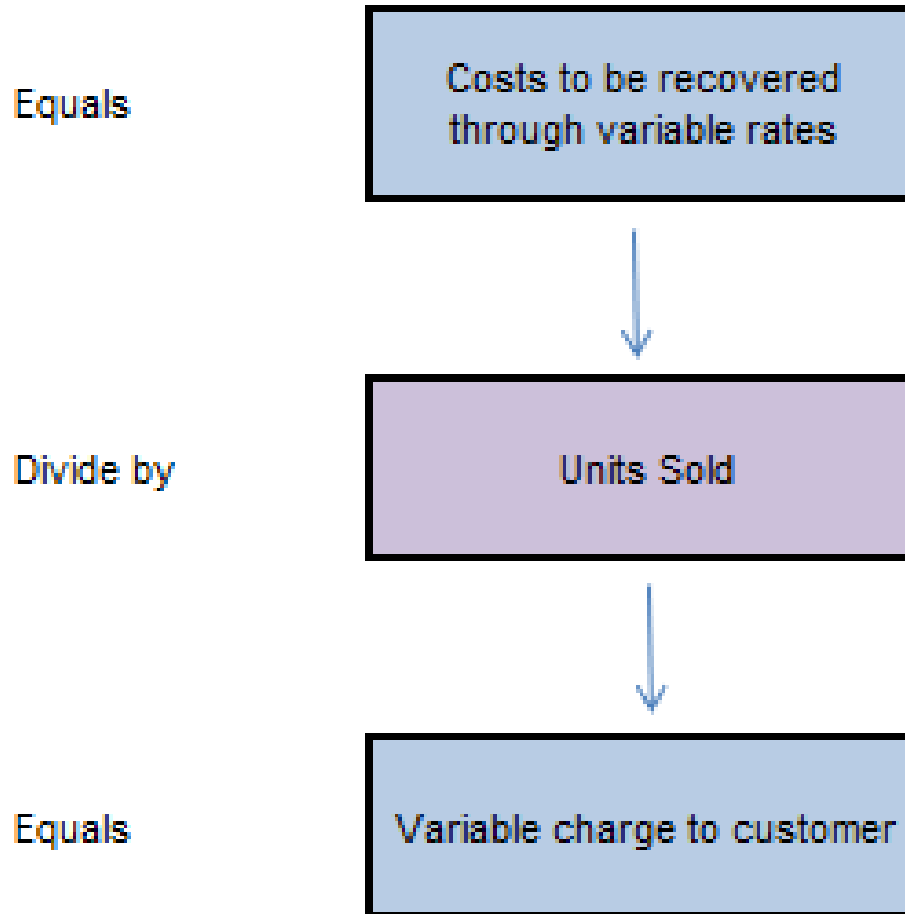 Equals
Costs to be recovered
through variable rates
Divide by
Units Sold
Equals
Variable charge to customer